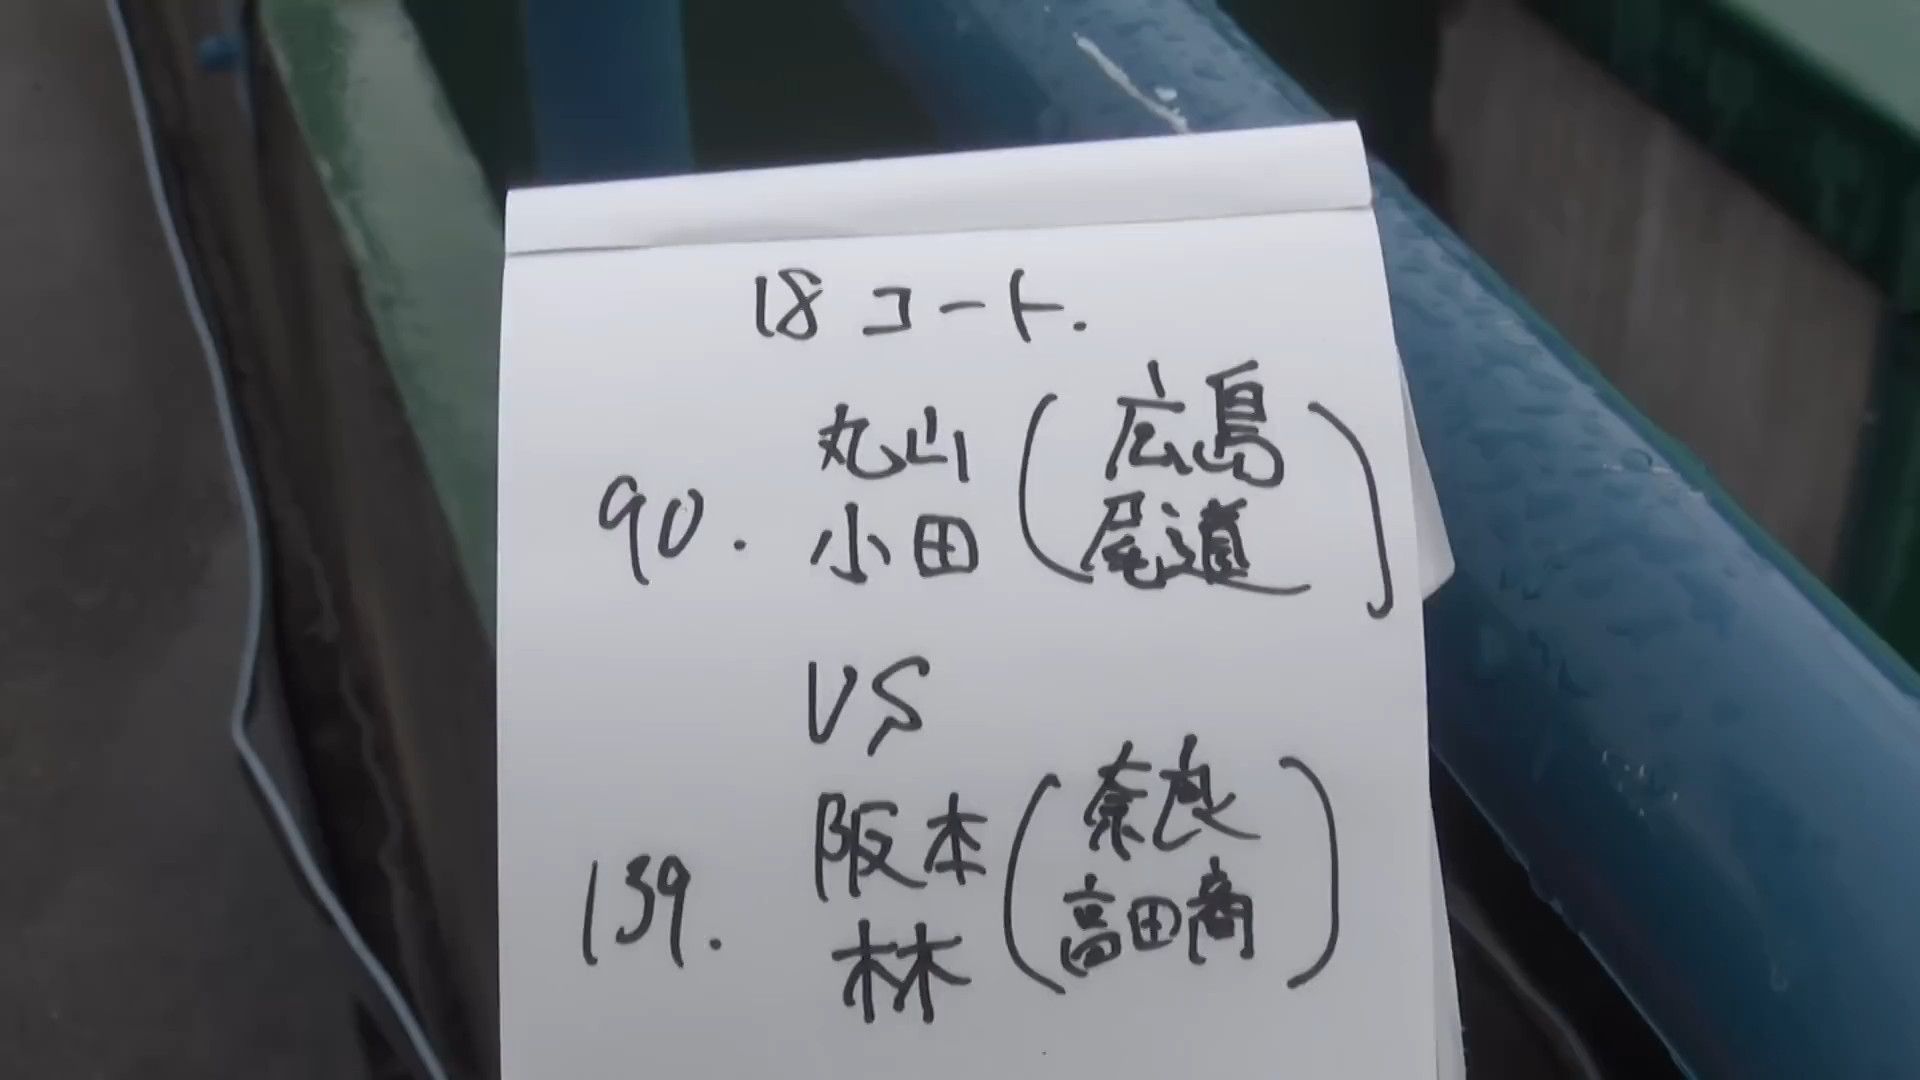 18コート.
90. 丸山 (広島
小田 尾道)
VS
139. 阪本 (奈良
林 高田商)